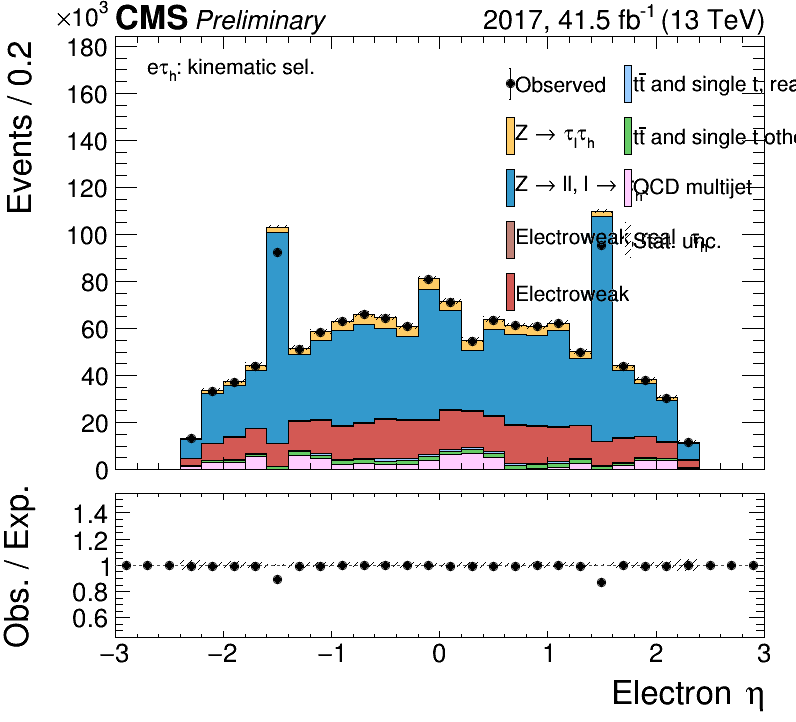 ×10³ CMS Preliminary 2017, 41.5 fb⁻¹ (13 TeV)
eτₕ: kinematic sel.
Events / 0.2
160
140
120
100
80
60
40
20
0
Observed
Z → τₗτₕ
Z → ll, l →
Electroweak, real τₕ
Electroweak
tt̄ and single t, rea
tt̄ and single t othe
QCD multijet
Stat. unc.
Obs. / Exp.
1.4
1.2
1
0.8
0.6
−3 −2 −1 0 1 2 3
Electron η